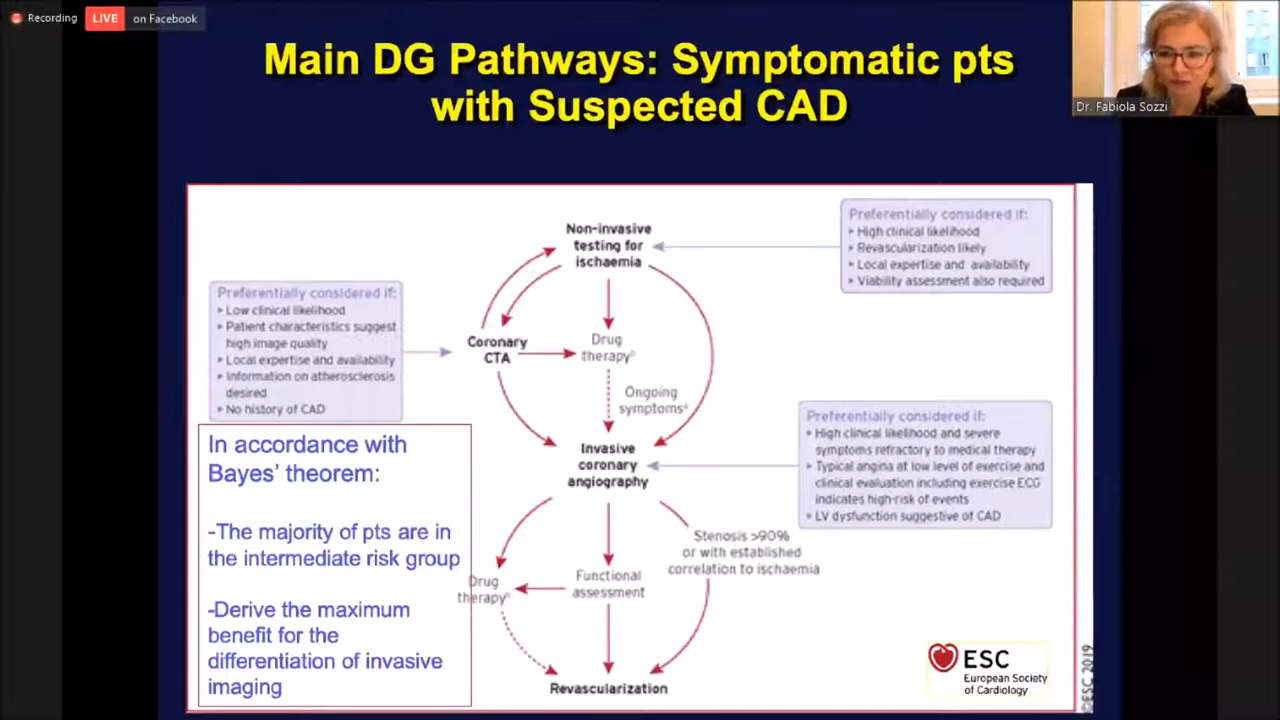 Recording
LIVE
on Facebook
Main DG Pathways: Symptomatic pts
with Suspected CAD
Dr. Fabiola Sozzi
Non-invasive
testing for
ischaemia
Preferentially considered if:
▸ High clinical likelihood
▸ Revascularization likely
▸ Local expertise and availability
▸ Viability assessment also required
Preferentially considered if:
▸ Low clinical likelihood
▸ Patient characteristics suggest
high image quality
▸ Local expertise and availability
▸ Information on atherosclerosis
desired
▸ No history of CAD
Coronary
CTA
Drug
therapyᵇ
Ongoing
symptomsᵃ
Invasive
coronary
angiography
Preferentially considered if:
▸ High clinical likelihood and severe
symptoms refractory to medical therapy
▸ Typical angina at low level of exercise and
clinical evaluation including exercise ECG
indicates high-risk of events
▸ LV dysfunction suggestive of CAD
In accordance with
Bayes' theorem:
-The majority of pts are in
the intermediate risk group
-Derive the maximum
benefit for the
differentiation of invasive
imaging
Stenosis >90%
or with established
correlation to ischaemia
Drug
therapyᶜ
Functional
assessment
Revascularization
ESC
European Society
of Cardiology
©ESC 2019